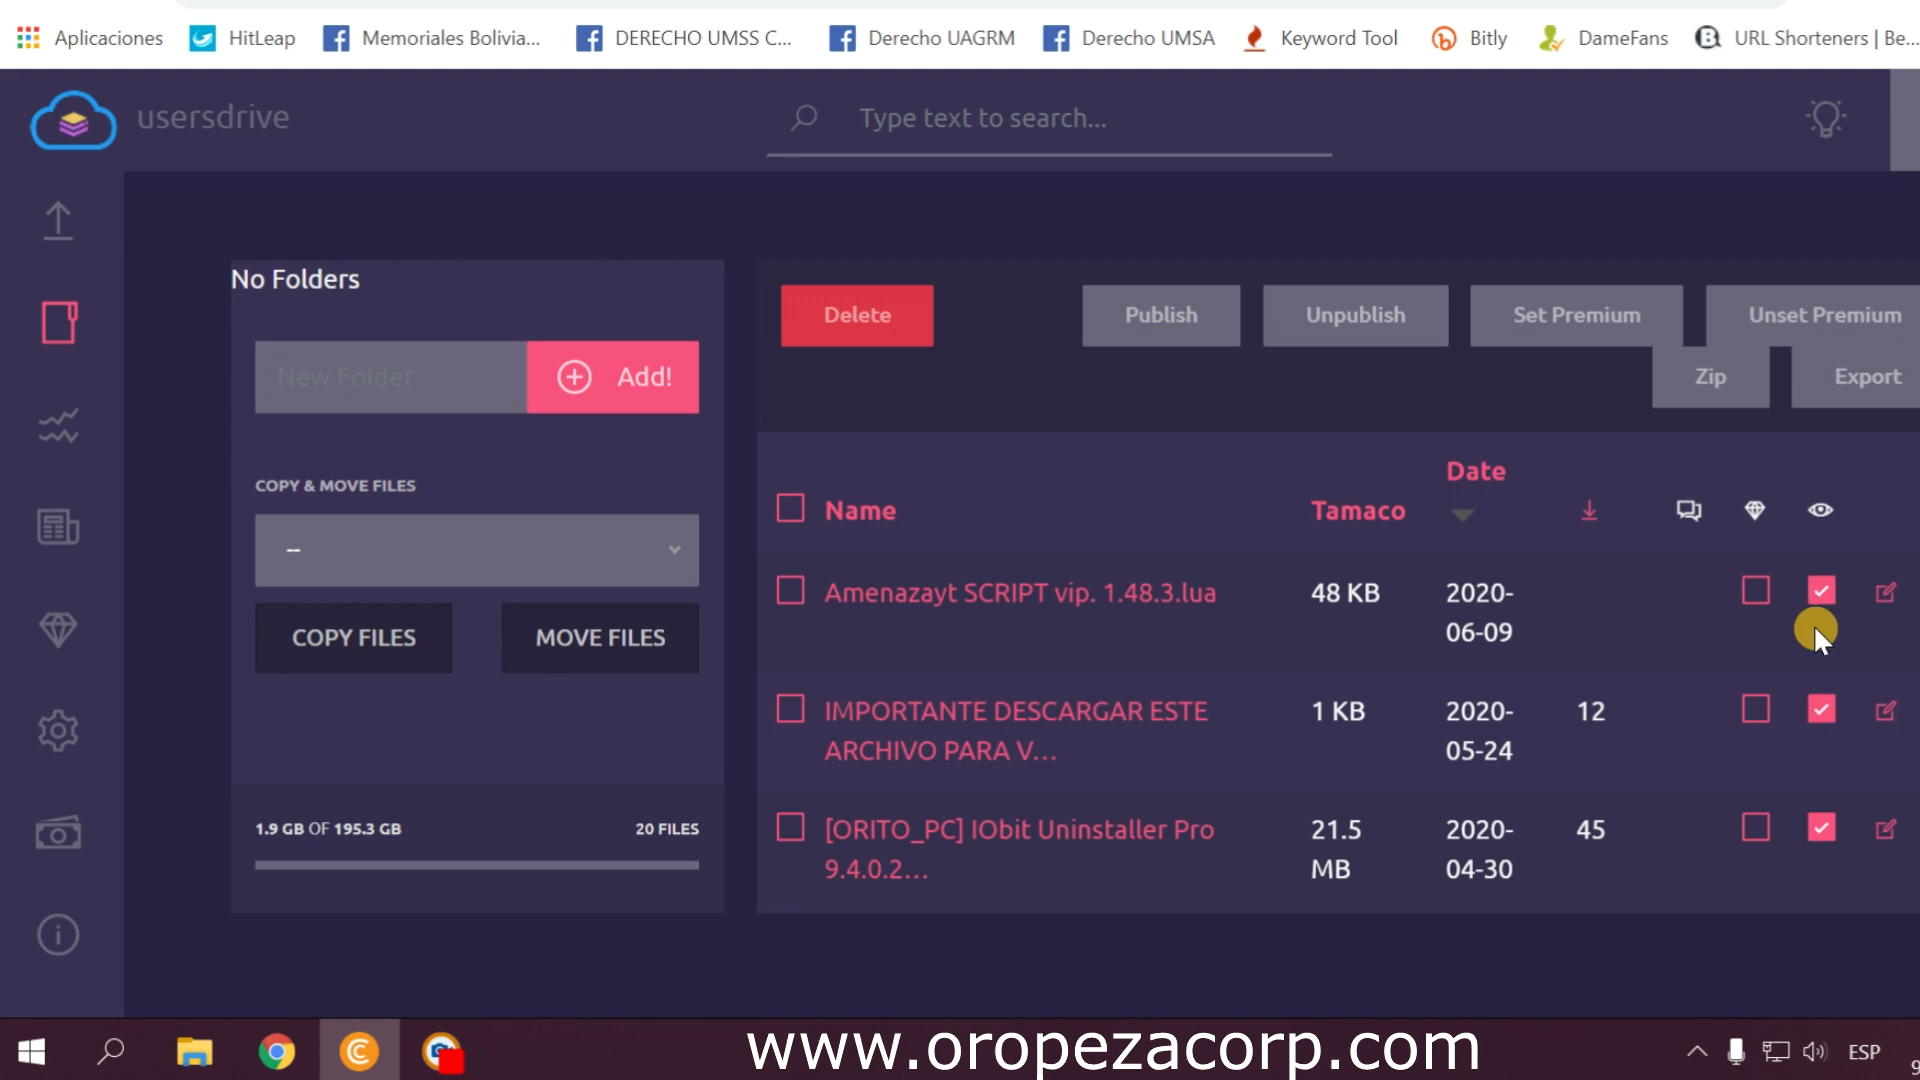 Aplicaciones HitLeap Memoriales Bolivia... DERECHO UMSS C... Derecho UAGRM Derecho UMSA Keyword Tool Bitly DameFans URL Shorteners | Be...
usersdrive Type text to search...
No Folders
New Folder Add!
COPY & MOVE FILES
--
COPY FILES MOVE FILES
1.9 GB OF 195.3 GB 20 FILES
Delete Publish Unpublish Set Premium Unset Premium
Zip Export
Name Tamaco Date
Amenazayt SCRIPT vip. 1.48.3.lua 48 KB 2020-
06-09
IMPORTANTE DESCARGAR ESTE 1 KB 2020- 12
ARCHIVO PARA V... 05-24
[ORITO_PC] IObit Uninstaller Pro 21.5 2020- 45
9.4.0.2... MB 04-30
www.oropezacorp.com ESP